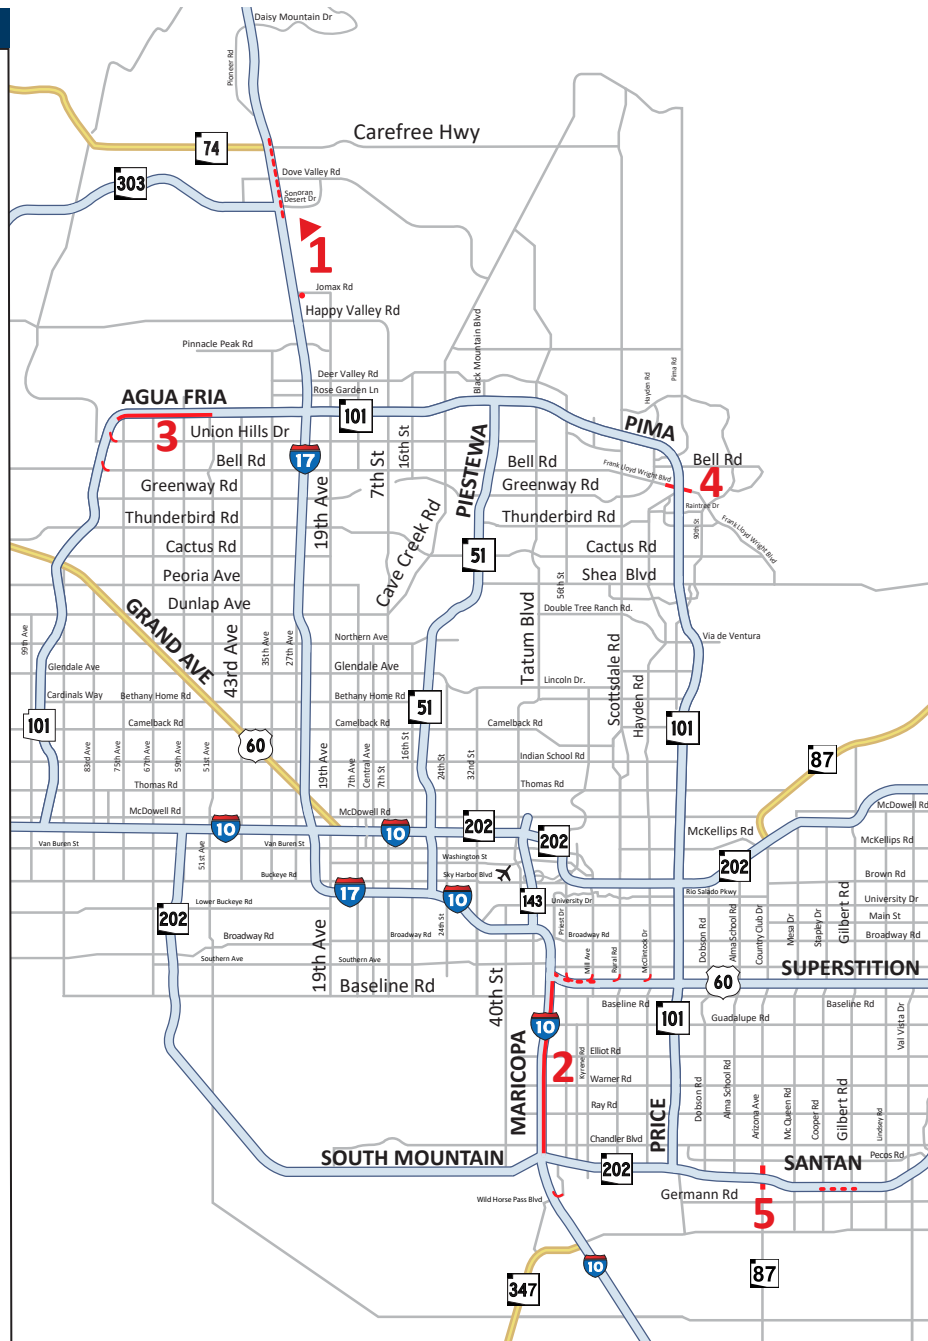 Daisy Mountain Dr
Pioneer Rd
Carefree Hwy
74
Dove Valley Rd
303
Sonoran
Desert Dr
1
Jomax Rd
Happy Valley Rd
Black Mountain Blvd
Pinnacle Peak Rd
Pima Rd
Hayden Rd
Deer Valley Rd
Rose Garden Ln
AGUA FRIA
101
PIMA
3
Union Hills Dr
16th St
PIESTEWA
17
7th St
Bell Rd
Bell Rd
Bell Rd
Frank Lloyd Wright Blvd
4
Greenway Rd
Greenway Rd
19th Ave
Raintree Dr
Thunderbird Rd
Thunderbird Rd
90th St
Frank Lloyd Wright Blvd
Cave Creek Rd
Cactus Rd
51
Cactus Rd
Peoria Ave
Shea Blvd
56th St
Dunlap Ave
Double Tree Ranch Rd.
GRAND AVE
99th Ave
43rd Ave
35th Ave
27th Ave
Northern Ave
Tatum Blvd
Scottsdale Rd
Via de Ventura
Glendale Ave
Glendale Ave
Lincoln Dr.
Hayden Rd
Cardinals Way
Bethany Home Rd
Bethany Home Rd
51
101
Camelback Rd
Camelback Rd
Camelback Rd
101
60
16th St
87
83rd Ave
75th Ave
67th Ave
59th Ave
51st Ave
19th Ave
7th Ave
Central Ave
7th St
24th St
32nd St
Indian School Rd
Thomas Rd
Thomas Rd
McDowell Rd
McDowell Rd
McDowell Rd
10
10
202
202
McKellips Rd
McKellips Rd
Van Buren St
51st Ave
Van Buren St
Washington St
202
Buckeye Rd
Sky Harbor Blvd
Brown Rd
17
10
143
Rio Salado Pkwy
Lower Buckeye Rd
University Dr
University Dr
202
24th St
Priest Dr
Dobson Rd
Alma School Rd
Country Club Dr
Mesa Dr
Stapley Dr
Gilbert Rd
Main St
Broadway Rd
19th Ave
Broadway Rd
Broadway Rd
Broadway Rd
Southern Ave
Southern Ave
Mill Ave
Rural Rd
McClintock Dr
SUPERSTITION
Baseline Rd
40th St
60
Baseline Rd
Baseline Rd
101
Guadalupe Rd
Val Vista Dr
10
MARICOPA
2
Kyrene Rd
Elliot Rd
Warner Rd
Ray Rd
PRICE
Dobson Rd
Alma School Rd
Arizona Ave
Mc Queen Rd
Cooper Rd
Gilbert Rd
Lindsey Rd
Chandler Blvd
SOUTH MOUNTAIN
202
SANTAN
Pecos Rd
Wild Horse Pass Blvd
Germann Rd
5
10
347
87